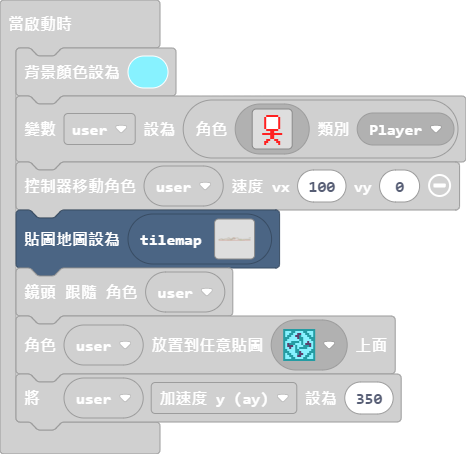 當啟動時
背景顏色設為
變數 user 設為 角色 類別 Player
控制器移動角色 user 速度 vx 100 vy 0
貼圖地圖設為 tilemap
鏡頭 跟隨 角色 user
角色 user 放置到任意貼圖 上面
將 user 加速度 y (ay) 設為 350